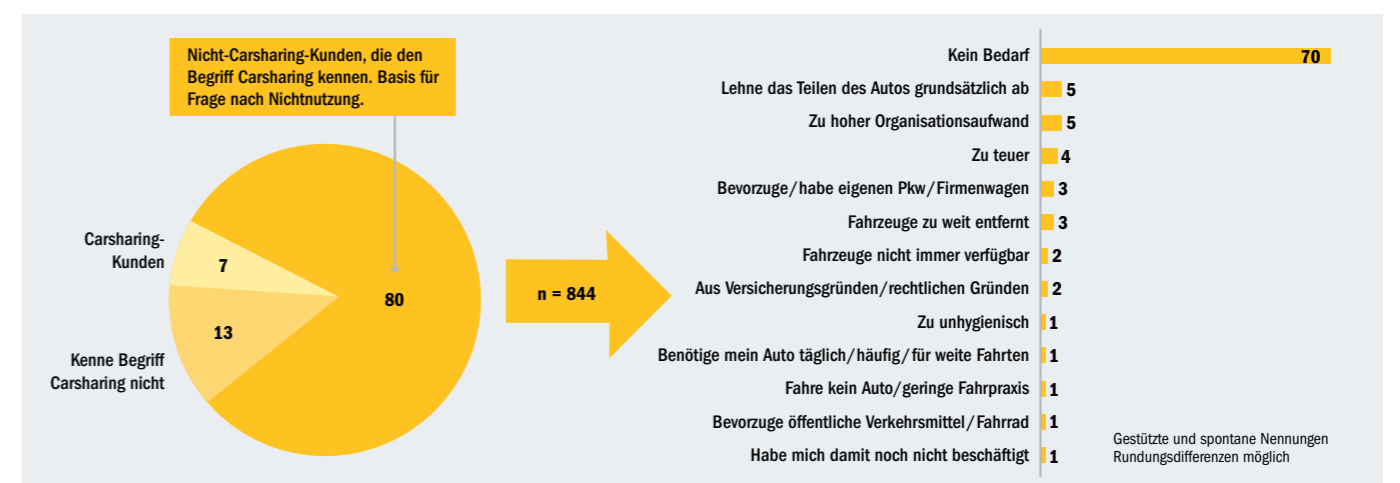 Nicht-Carsharing-Kunden, die den
Begriff Carsharing kennen. Basis für
Frage nach Nichtnutzung.
Carsharing-
Kunden
7
80
13
Kenne Begriff
Carsharing nicht
n = 844
Kein Bedarf 70
Lehne das Teilen des Autos grundsätzlich ab 5
Zu hoher Organisationsaufwand 5
Zu teuer 4
Bevorzuge/habe eigenen Pkw/Firmenwagen 3
Fahrzeuge zu weit entfernt 3
Fahrzeuge nicht immer verfügbar 2
Aus Versicherungsgründen/rechtlichen Gründen 2
Zu unhygienisch 1
Benötige mein Auto täglich/häufig/für weite Fahrten 1
Fahre kein Auto/geringe Fahrpraxis 1
Bevorzuge öffentliche Verkehrsmittel/Fahrrad 1
Habe mich damit noch nicht beschäftigt 1
Gestützte und spontane Nennungen
Rundungsdifferenzen möglich